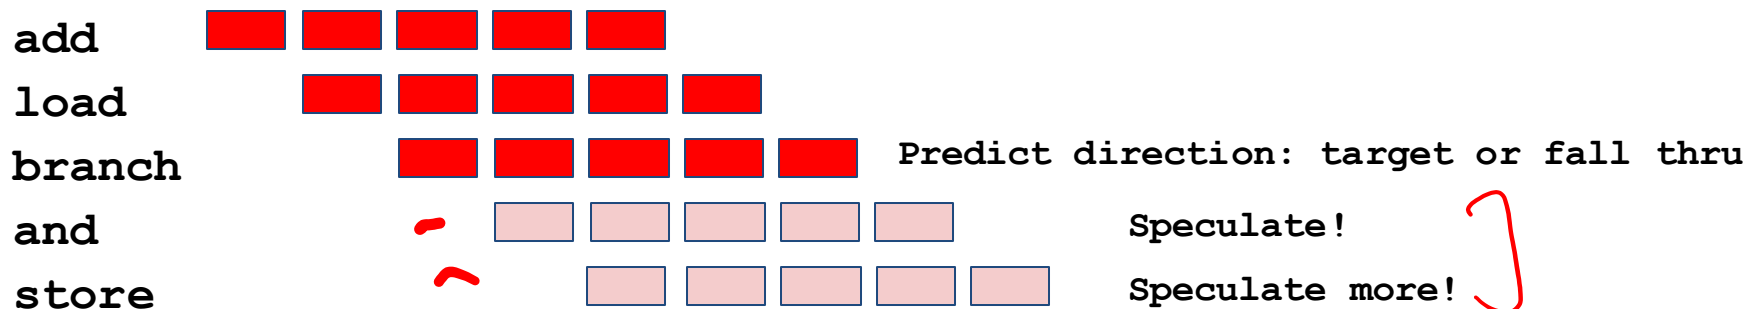 add
load
branch Predict direction: target or fall thru
and Speculate!
store Speculate more!